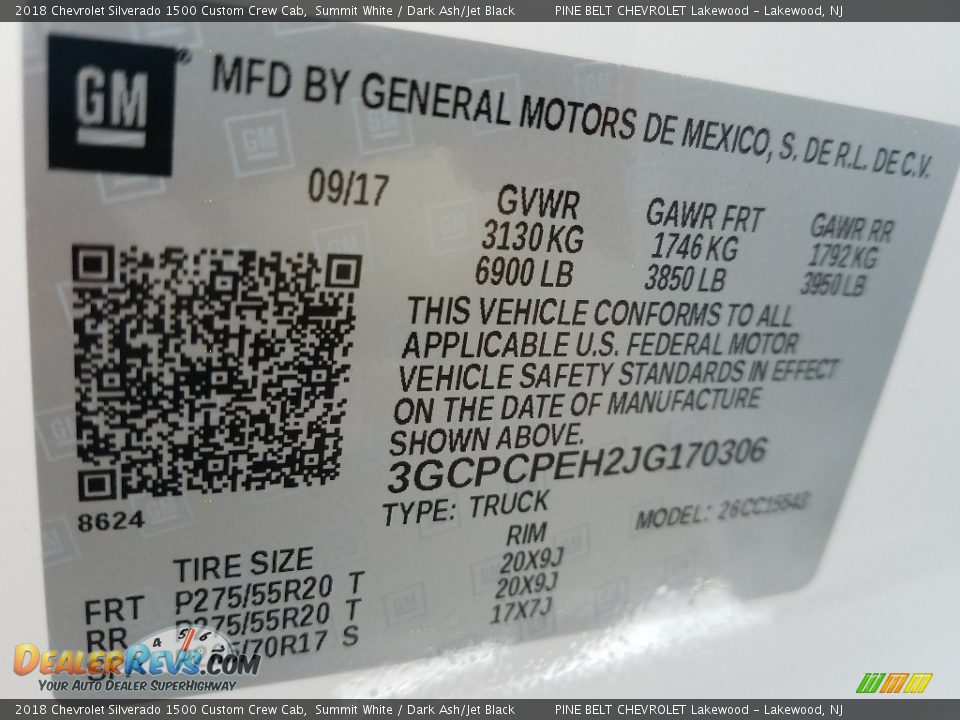 2018 Chevrolet Silverado 1500 Custom Crew Cab, Summit White / Dark Ash/Jet Black PINE BELT CHEVROLET Lakewood – Lakewood, NJ
GM® MFD BY GENERAL MOTORS DE MEXICO, S. DE R.L. DE C.V.
09/17 GVWR GAWR FRT GAWR RR
3130 KG 1746 KG 1792 KG
6900 LB 3850 LB 3950 LB
THIS VEHICLE CONFORMS TO ALL
APPLICABLE U.S. FEDERAL MOTOR
VEHICLE SAFETY STANDARDS IN EFFECT
ON THE DATE OF MANUFACTURE
SHOWN ABOVE.
3GCPCPEH2JG170306
8624
TYPE: TRUCK MODEL: 26CC15543
TIRE SIZE RIM
FRT P275/55R20 T 20X9J
RR P275/55R20 T 20X9J
/70R17 S 17X7J
4 5 6
DealerRevs.com
Your Auto Dealer SuperHighway
2018 Chevrolet Silverado 1500 Custom Crew Cab, Summit White / Dark Ash/Jet Black PINE BELT CHEVROLET Lakewood – Lakewood, NJ